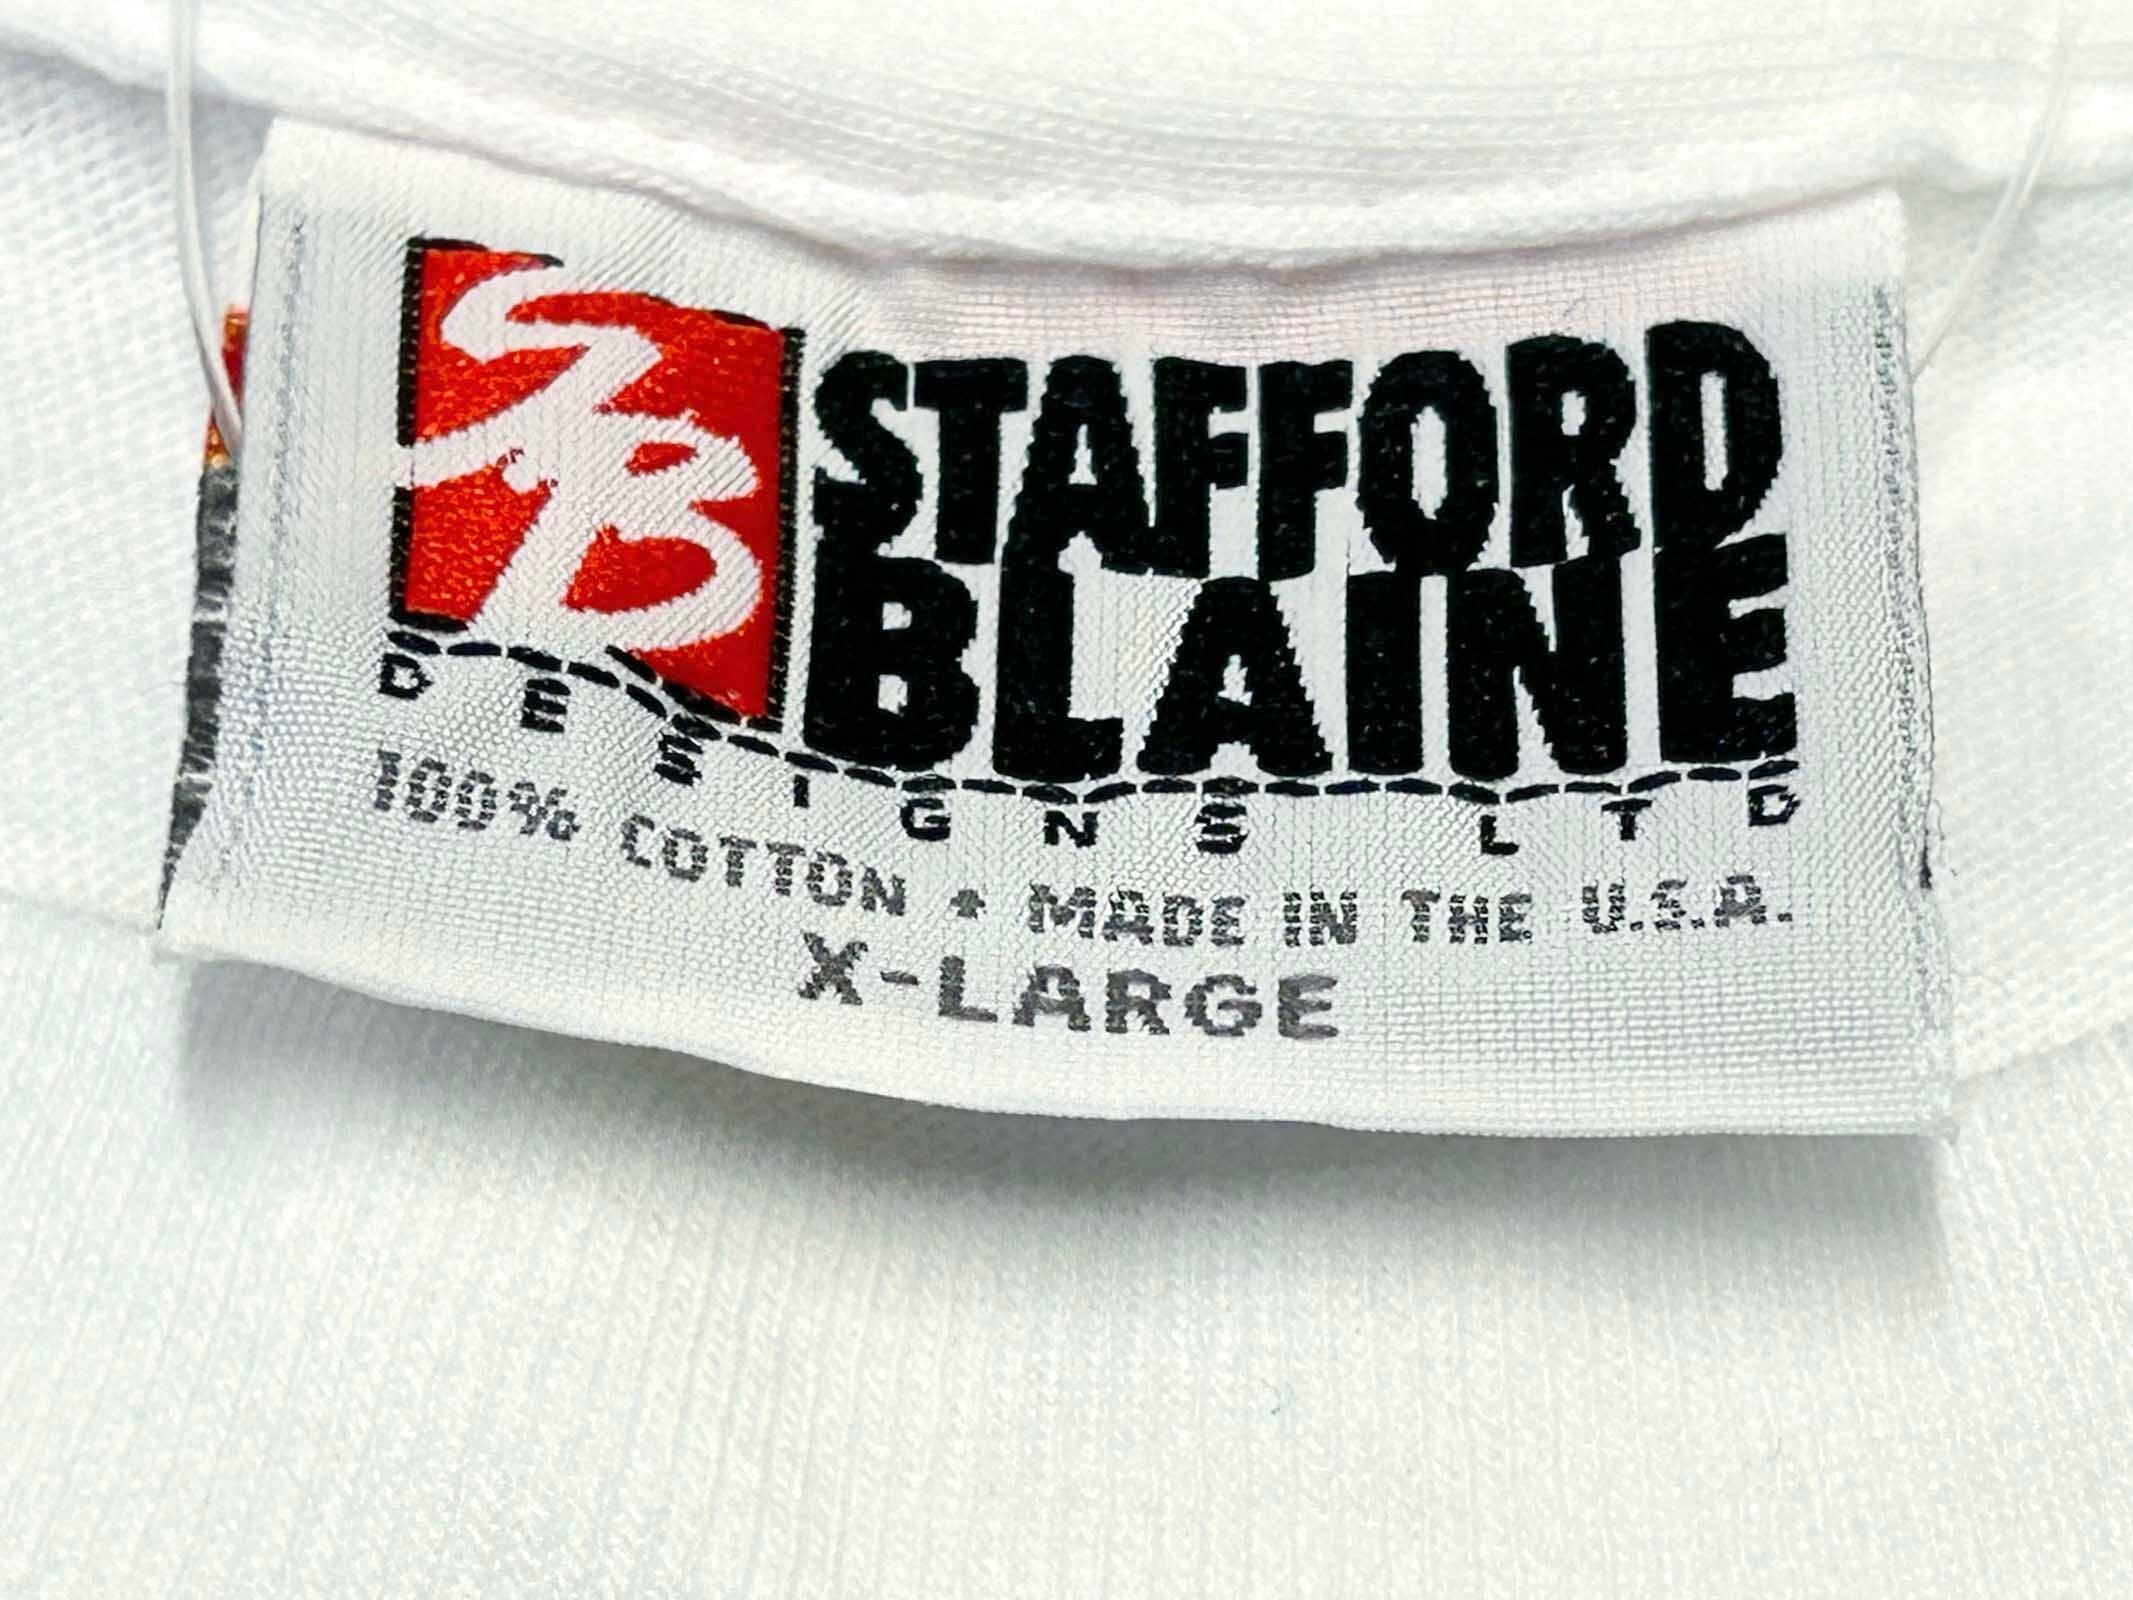 SB
STAFFORD
BLAINE
DESIGNS LTD
100% COTTON • MADE IN THE U.S.A.
X-LARGE